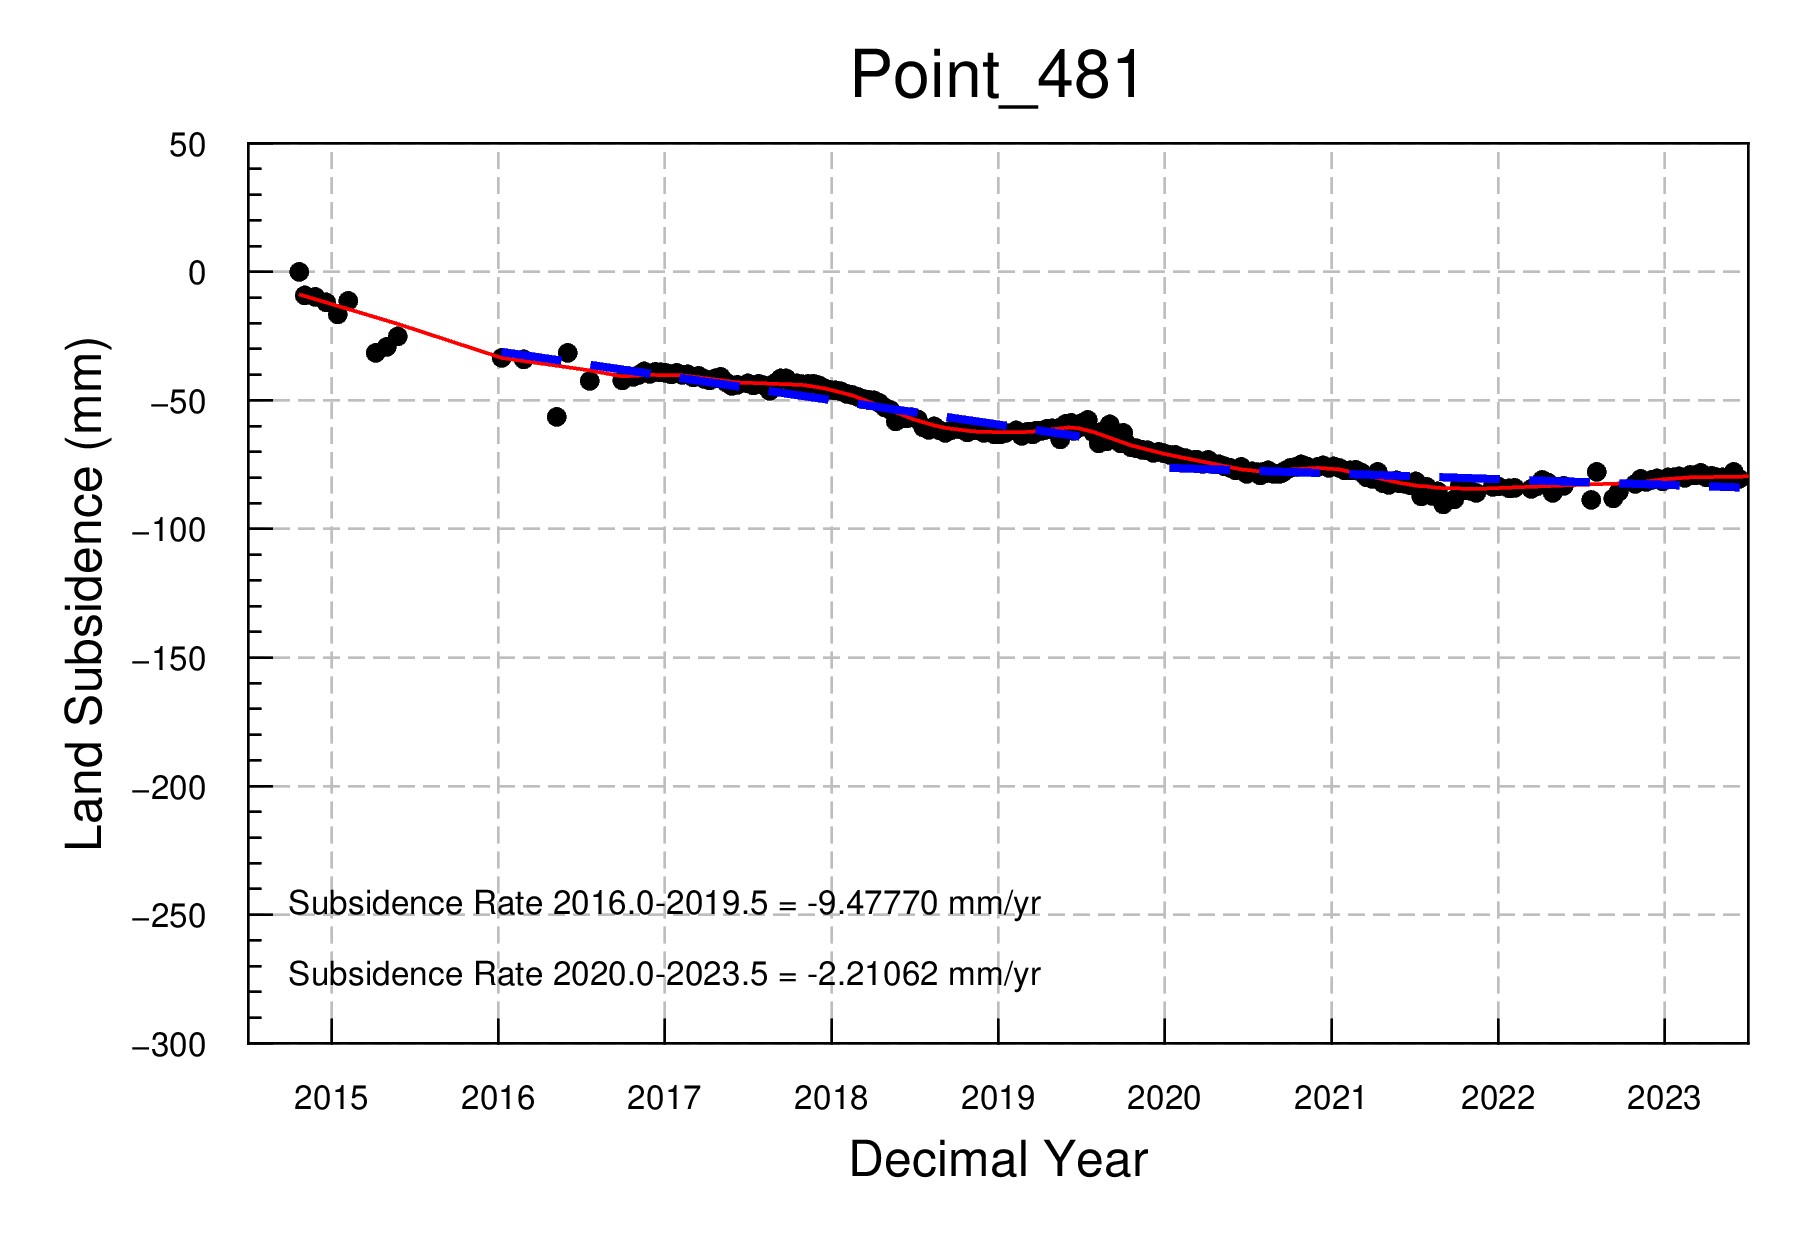 Point_481
50
0
−50
−100
−150
−200
−250
−300
Land Subsidence (mm)
Subsidence Rate 2016.0-2019.5 = -9.47770 mm/yr
Subsidence Rate 2020.0-2023.5 = -2.21062 mm/yr
2015 2016 2017 2018 2019 2020 2021 2022 2023
Decimal Year